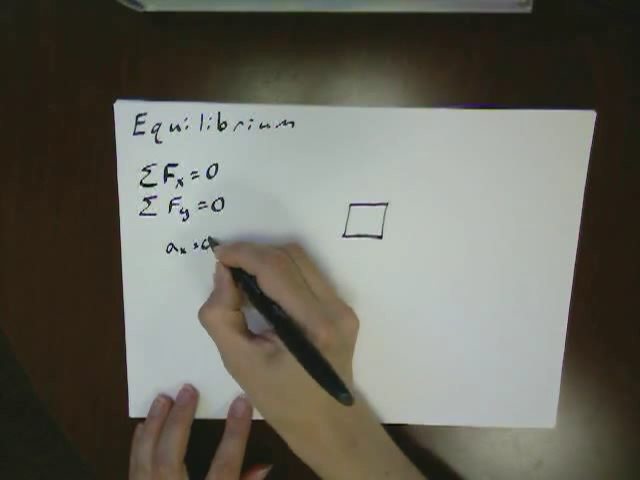 Equilibrium
ΣFx = 0
ΣFy = 0
ax = 0